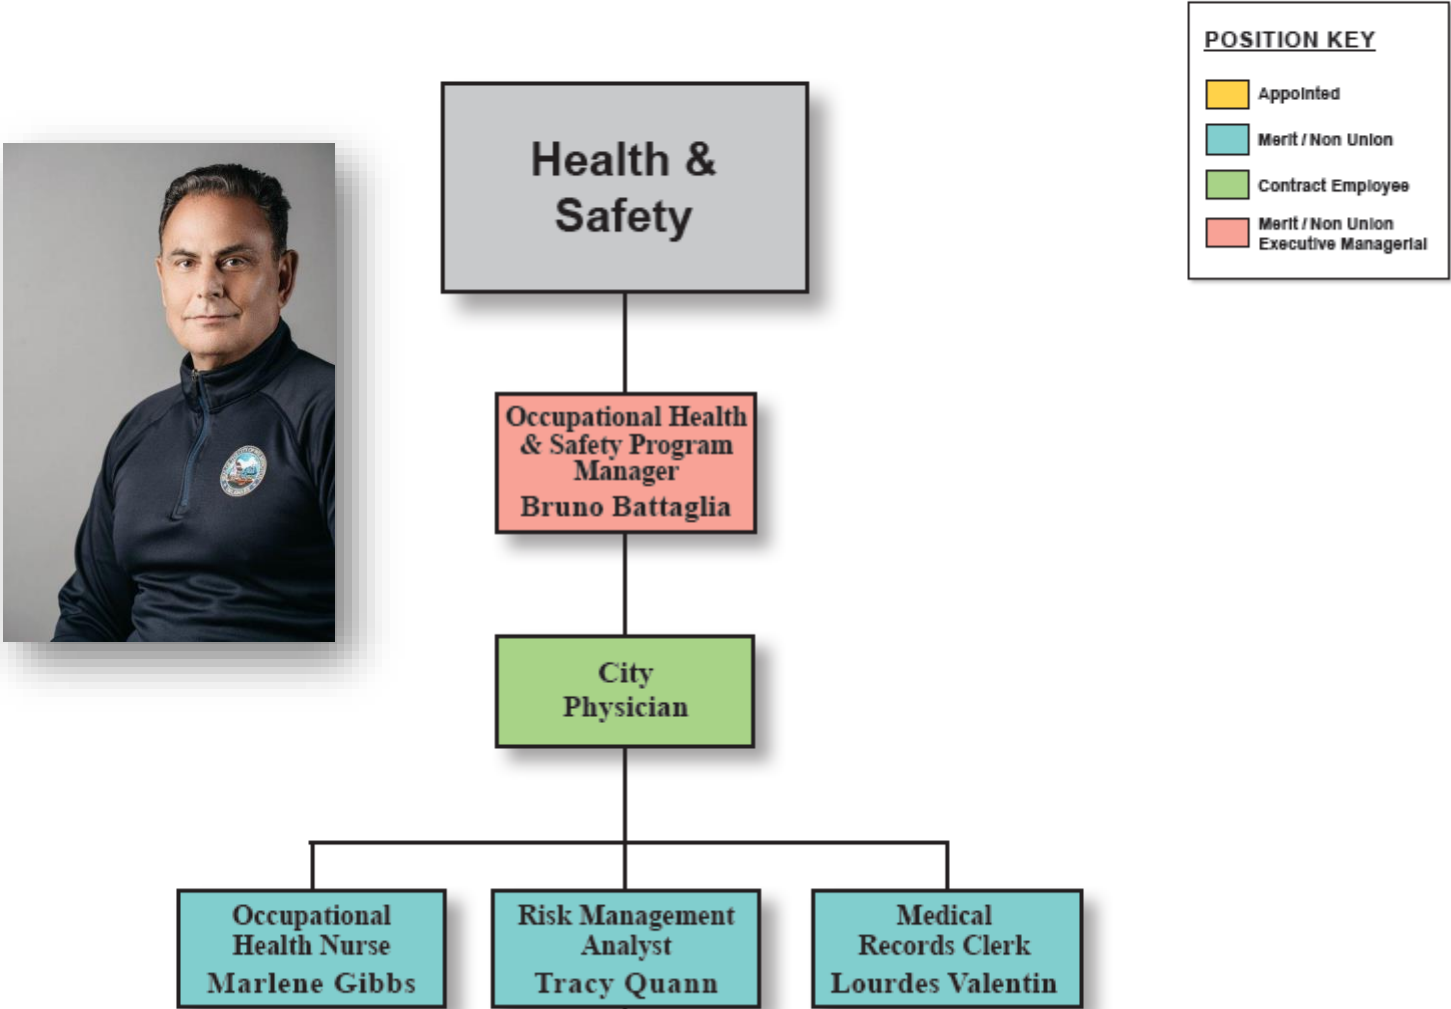 POSITION KEY
Appointed
Merit / Non Union
Contract Employee
Merit / Non Union
Executive Managerial
Health &
Safety
Occupational Health
& Safety Program
Manager
Bruno Battaglia
City
Physician
Occupational
Health Nurse
Marlene Gibbs
Risk Management
Analyst
Tracy Quann
Medical
Records Clerk
Lourdes Valentin